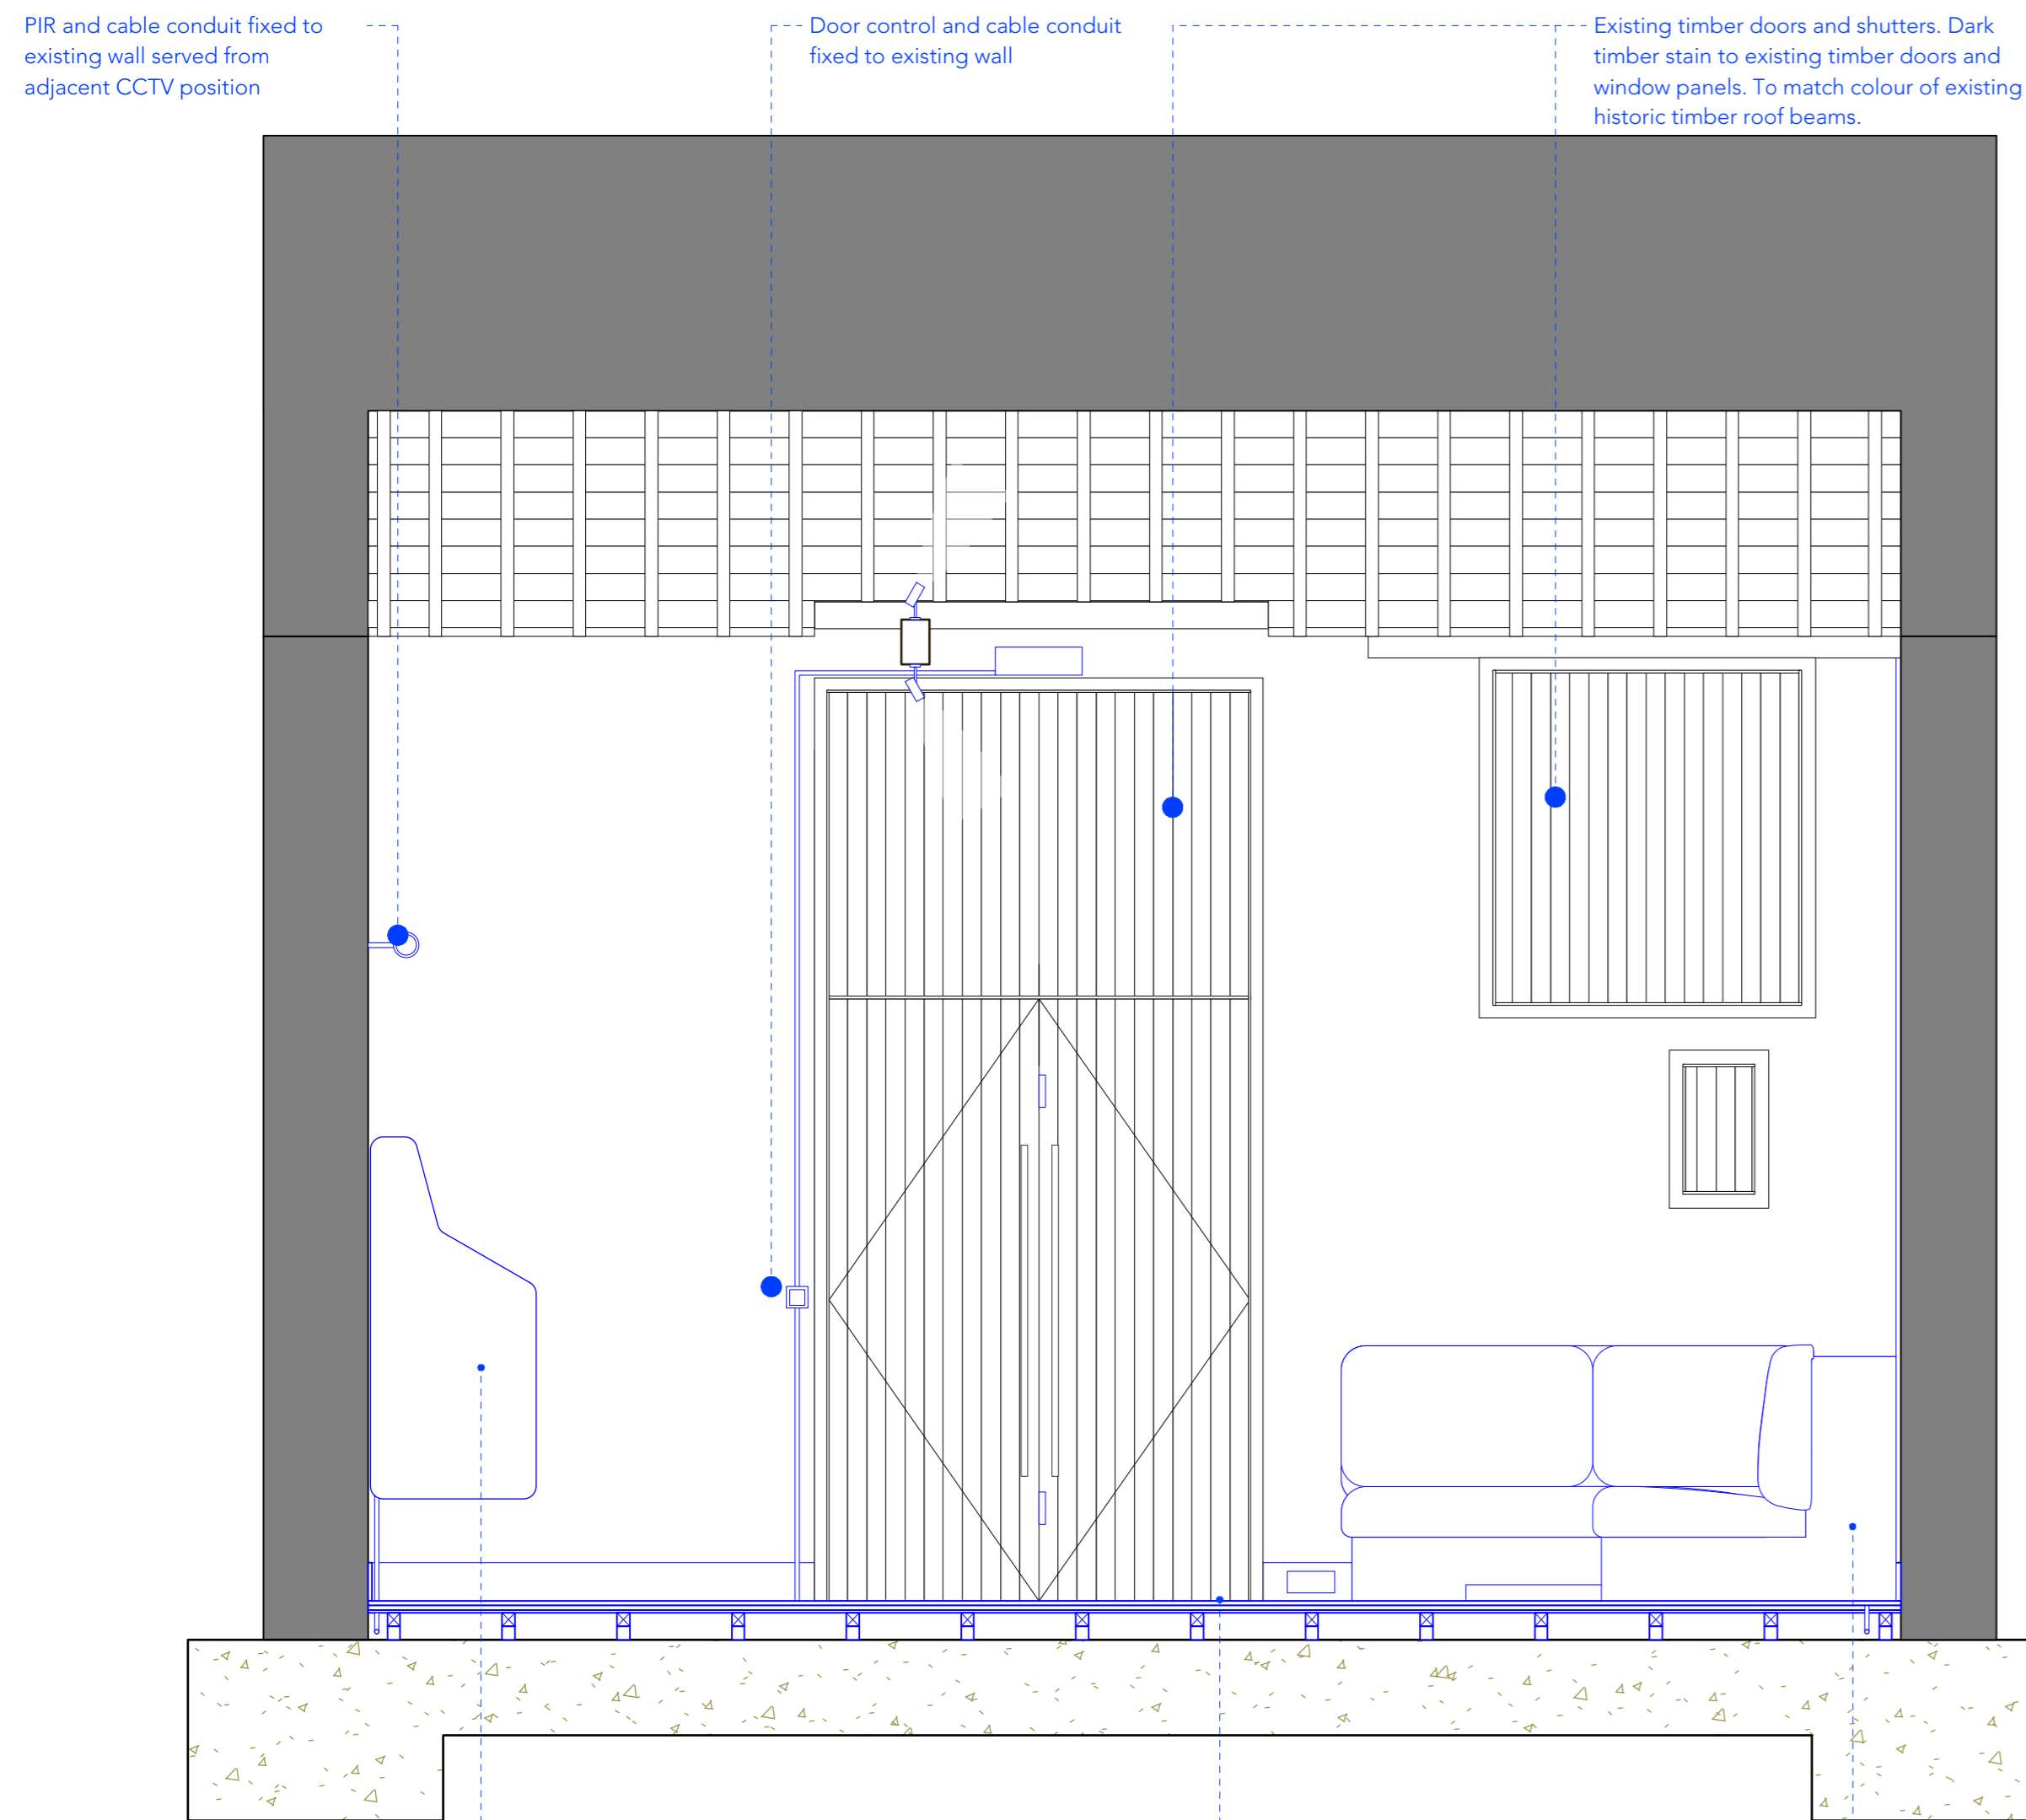 PIR and cable conduit fixed to
existing wall served from
adjacent CCTV position
Door control and cable conduit
fixed to existing wall
Existing timber doors and shutters. Dark
timber stain to existing timber doors and
window panels. To match colour of existing
historic timber roof beams.